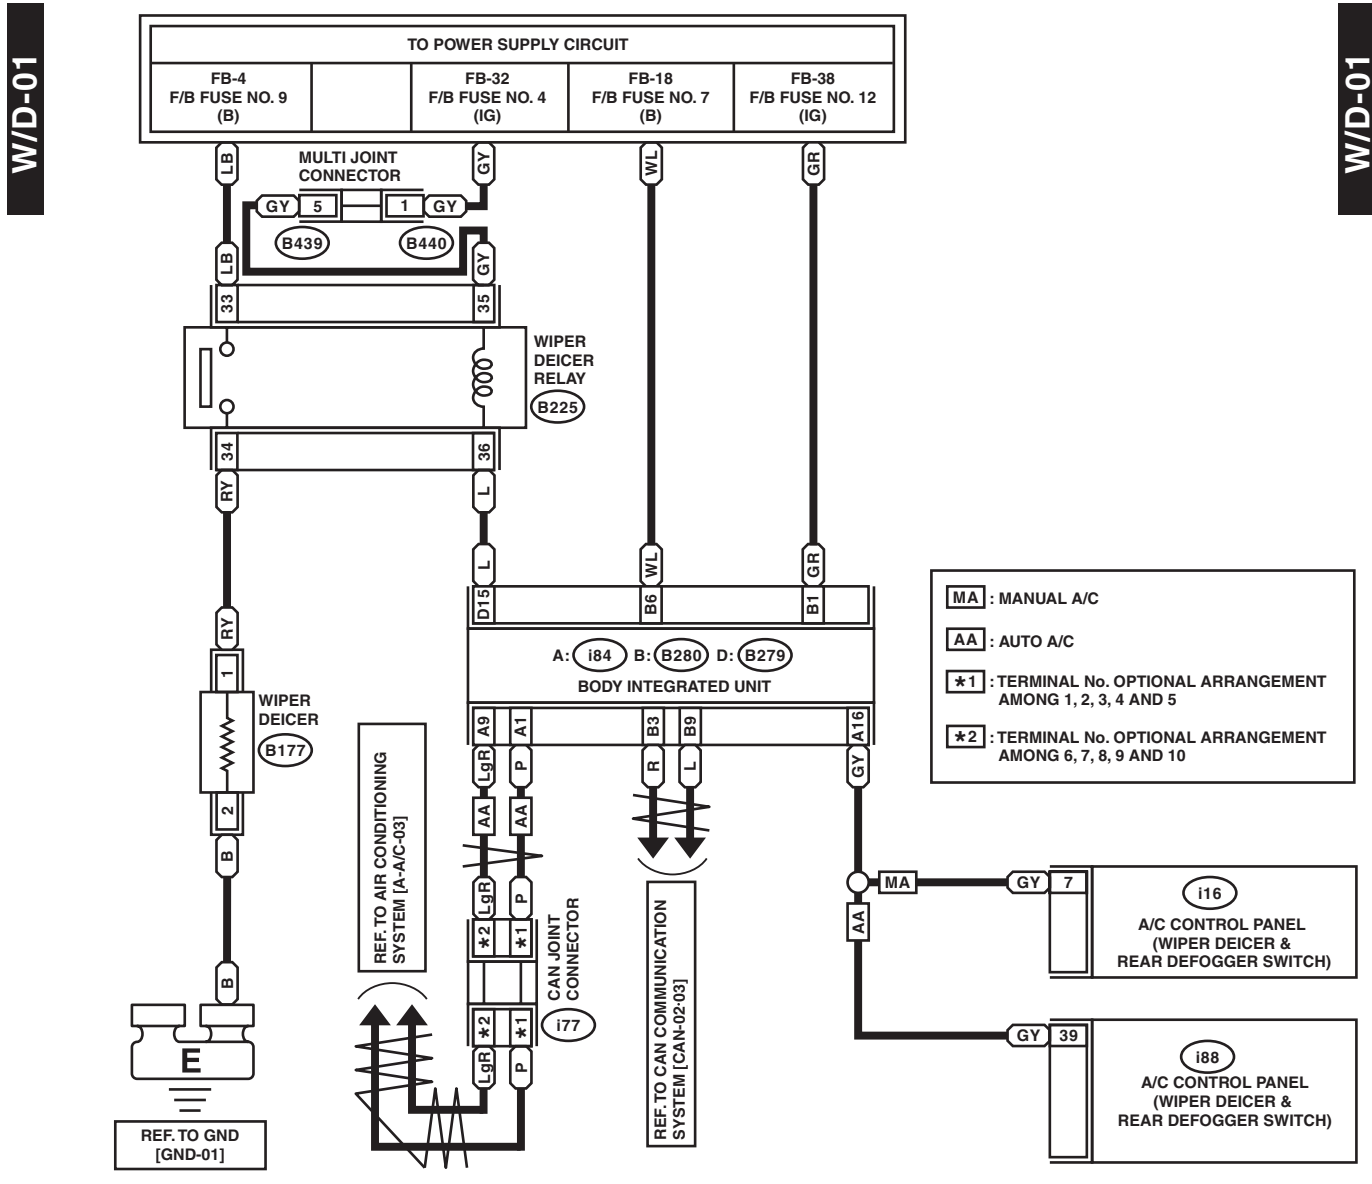 W/D-01
W/D-01
TO POWER SUPPLY CIRCUIT
FB-4
F/B FUSE NO. 9
(B)
FB-32
F/B FUSE NO. 4
(IG)
FB-18
F/B FUSE NO. 7
(B)
FB-38
F/B FUSE NO. 12
(IG)
LB
MULTI JOINT
CONNECTOR
GY
WL
GR
GY 5 1 GY
B439
B440
LB
GY
33
35
WIPER
DEICER
RELAY
B225
34
36
RY
L
L
WL
GR
D15
B6
B1
RY
1
WIPER
DEICER
B177
2
B
B
E
REF. TO GND
[GND-01]
A: i84 B: B280 D: B279
BODY INTEGRATED UNIT
A9
A1
B3
B9
A16
LgR
P
R
L
GY
AA
AA
LgR
P
*2
*1
CAN JOINT
CONNECTOR
i77
*2
*1
LgR
P
REF. TO AIR CONDITIONING
SYSTEM [A-A/C-03]
REF. TO CAN COMMUNICATION
SYSTEM [CAN-02·03]
MA : MANUAL A/C
AA : AUTO A/C
*1 : TERMINAL No. OPTIONAL ARRANGEMENT
AMONG 1, 2, 3, 4 AND 5
*2 : TERMINAL No. OPTIONAL ARRANGEMENT
AMONG 6, 7, 8, 9 AND 10
MA
GY 7
i16
A/C CONTROL PANEL
(WIPER DEICER &
REAR DEFOGGER SWITCH)
AA
GY 39
i88
A/C CONTROL PANEL
(WIPER DEICER &
REAR DEFOGGER SWITCH)